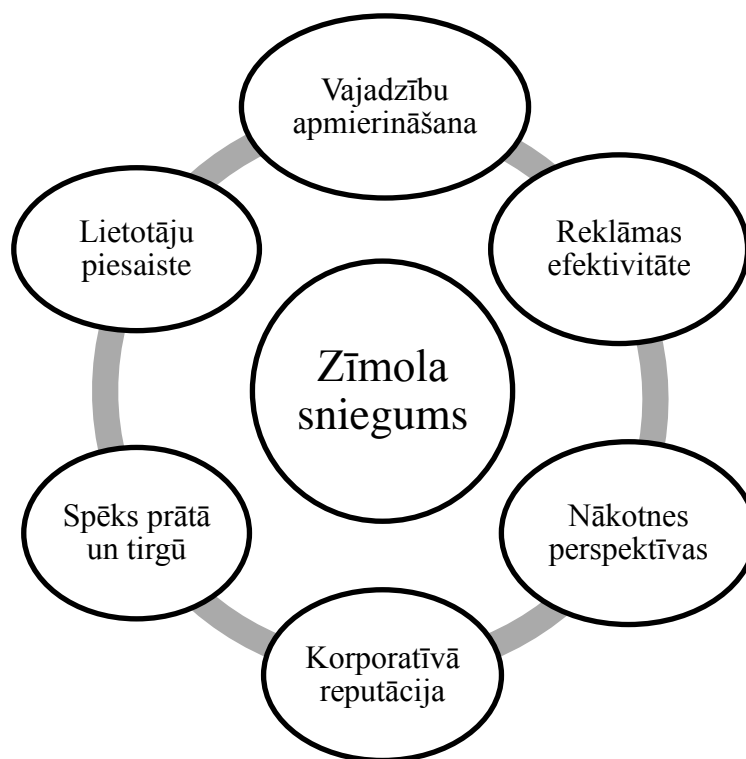 Vajadzību
apmierināšana
Reklāmas
efektivitāte
Nākotnes
perspektīvas
Korporatīvā
reputācija
Spēks prātā
un tirgū
Lietotāju
piesaiste
Zīmola
sniegums